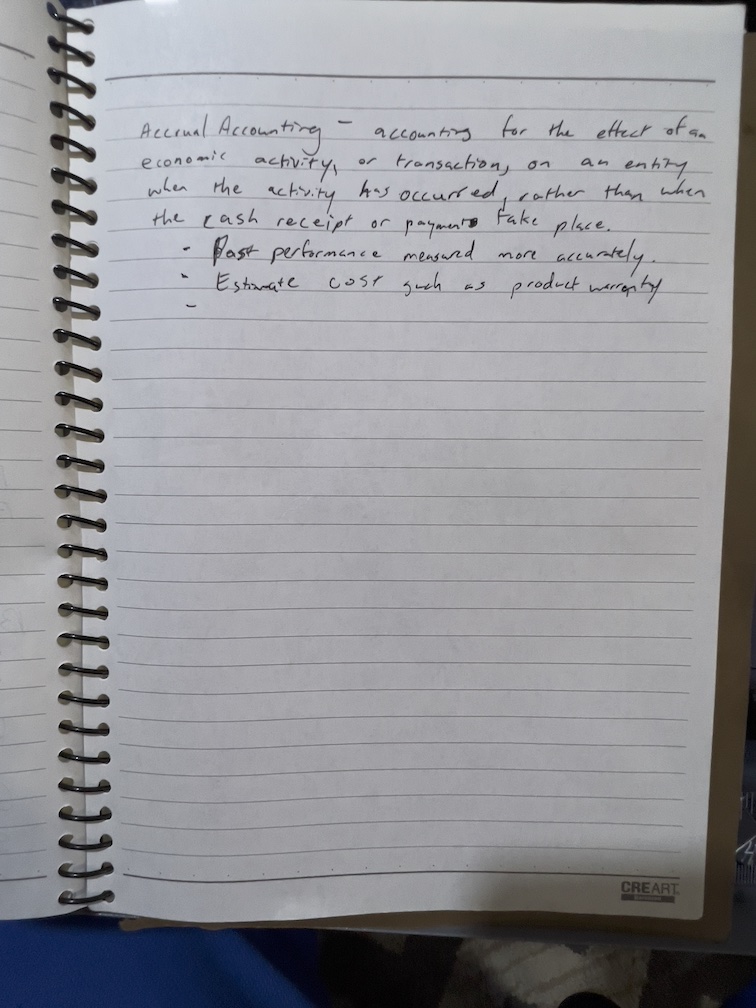 Accrual Accounting - accounting for the effect of an
economic activity, or transaction, on an entity
when the activity has occurred, rather than when
the cash receipt or payments take place.
- Past performance measured more accurately.
- Estimate cost such as product warranty
-
CREART